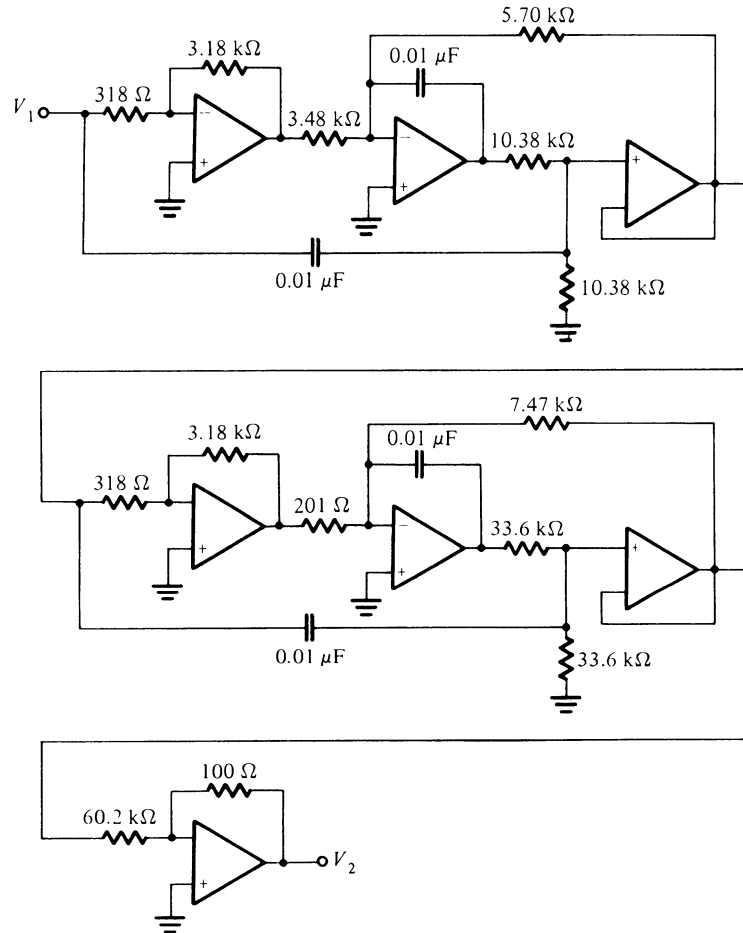 5.70 kΩ
3.18 kΩ
0.01 µF
V₁
318 Ω
3.48 kΩ
10.38 kΩ
0.01 µF
10.38 kΩ
7.47 kΩ
3.18 kΩ
0.01 µF
318 Ω
201 Ω
33.6 kΩ
0.01 µF
33.6 kΩ
100 Ω
60.2 kΩ
V₂